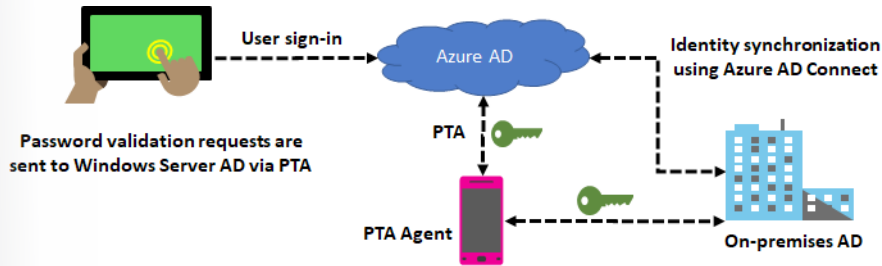 User sign-in
Azure AD
Identity synchronization
using Azure AD Connect
Password validation requests are
sent to Windows Server AD via PTA
PTA
PTA Agent
On-premises AD